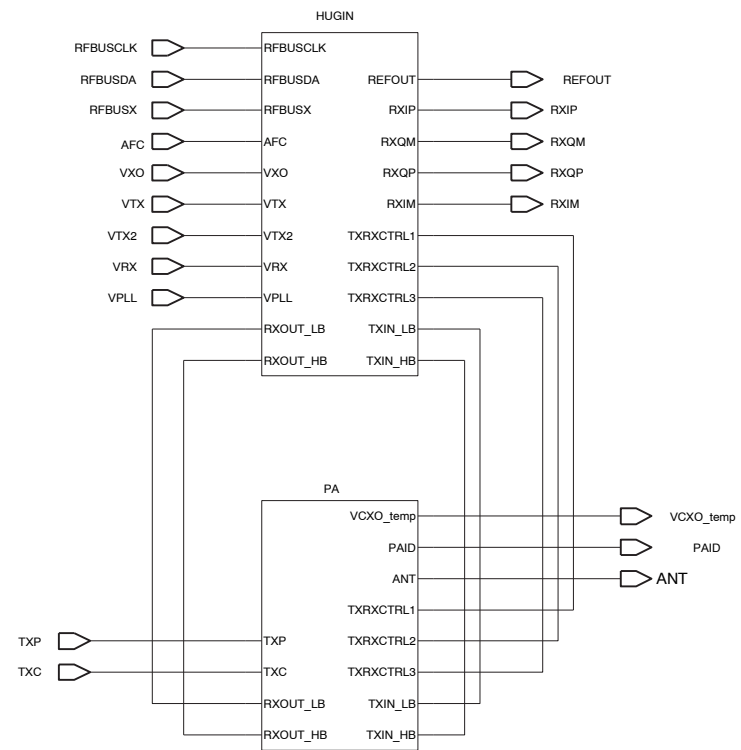 HUGIN
RFBUSCLK RFBUSCLK
RFBUSDA RFBUSDA REFOUT REFOUT
RFBUSX RFBUSX RXIP RXIP
AFC AFC RXQM RXQM
VXO VXO RXQP RXQP
VTX VTX RXIM RXIM
VTX2 VTX2 TXRXCTRL1
VRX VRX TXRXCTRL2
VPLL VPLL TXRXCTRL3
RXOUT_LB TXIN_LB
RXOUT_HB TXIN_HB
PA
VCXO_temp VCXO_temp
PAID PAID
ANT ANT
TXRXCTRL1
TXP TXP TXRXCTRL2
TXC TXC TXRXCTRL3
RXOUT_LB TXIN_LB
RXOUT_HB TXIN_HB